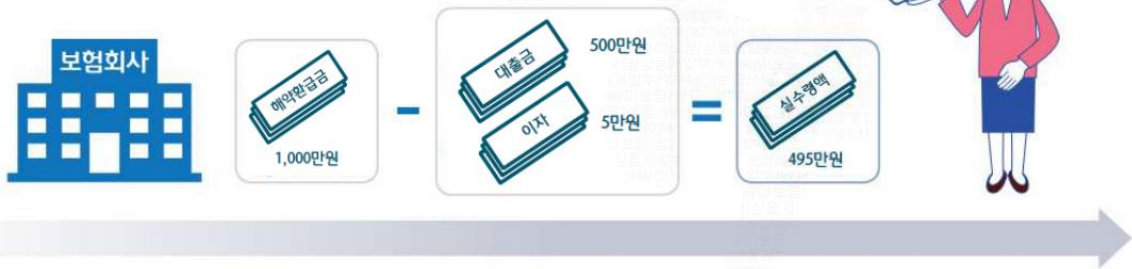 보험회사
해약환급금
1,000만원
-
대출금
500만원
이자
5만원
=
실수령액
495만원